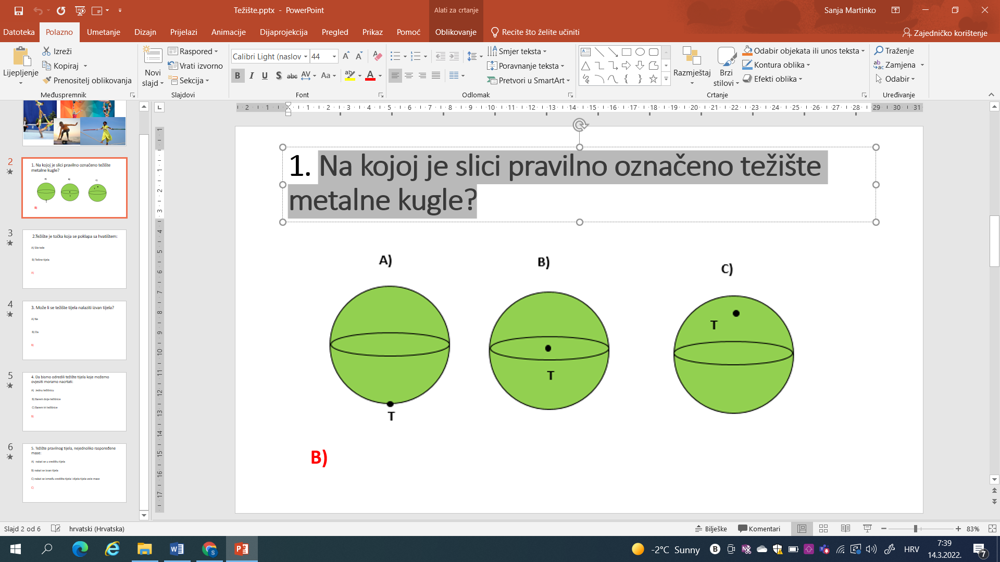 Težište.pptx - PowerPoint
Alati za crtanje
Sanja Martinko
Datoteka Polazno Umetanje Dizajn Prijelazi Animacije Dijaprojekcija Pregled Prikaz Pomoć Oblikovanje Recite što želite učiniti Zajedničko korištenje
Lijepljenje
Izreži
Kopiraj
Prenositelj oblikovanja
Međuspremnik
Novi slajd
Raspored
Vrati izvorno
Sekcija
Slajdovi
Calibri Light (naslov 44
B I U S abc AV Aa A
Font
Smjer teksta
Poravnanje teksta
Pretvori u SmartArt
Odlomak
Razmještaj
Brzi stilovi
Odabir objekata ili unos teksta
Kontura oblika
Efekti oblika
Crtanje
Traženje
Zamjena
Odabir
Uređivanje
2
1. Na kojoj je slici pravilno označeno težište
metalne kugle?
B)
3
2.Težište je točka koja se poklapa sa hvatištem:
A) Sile teže
B) Težine tijela
A)
4
3. Može li se težište tijela nalaziti izvan tijela?
A) Ne
B) Da
B)
5
4. Da bismo odredili težište tijela koje možemo
ovjesiti moramo nacrtati:
A) Jednu težišnicu
B) Barem dvije težišnice
C) Barem tri težišnice
B)
6
5. Težište pravilnog tijela, nejednoliko raspoređene
mase:
A) nalazi se u središtu tijela
B) nalazi se izvan tijela
C) nalazi se između središta tijela i dijela tijela veće mase
C)
1. Na kojoj je slici pravilno označeno težište
metalne kugle?
A) B) C)
T
T
T
B)
Slajd 2 od 6 hrvatski (Hrvatska) Bilješke Komentari 83%
-2°C Sunny HRV
7:39
14.3.2022.
7